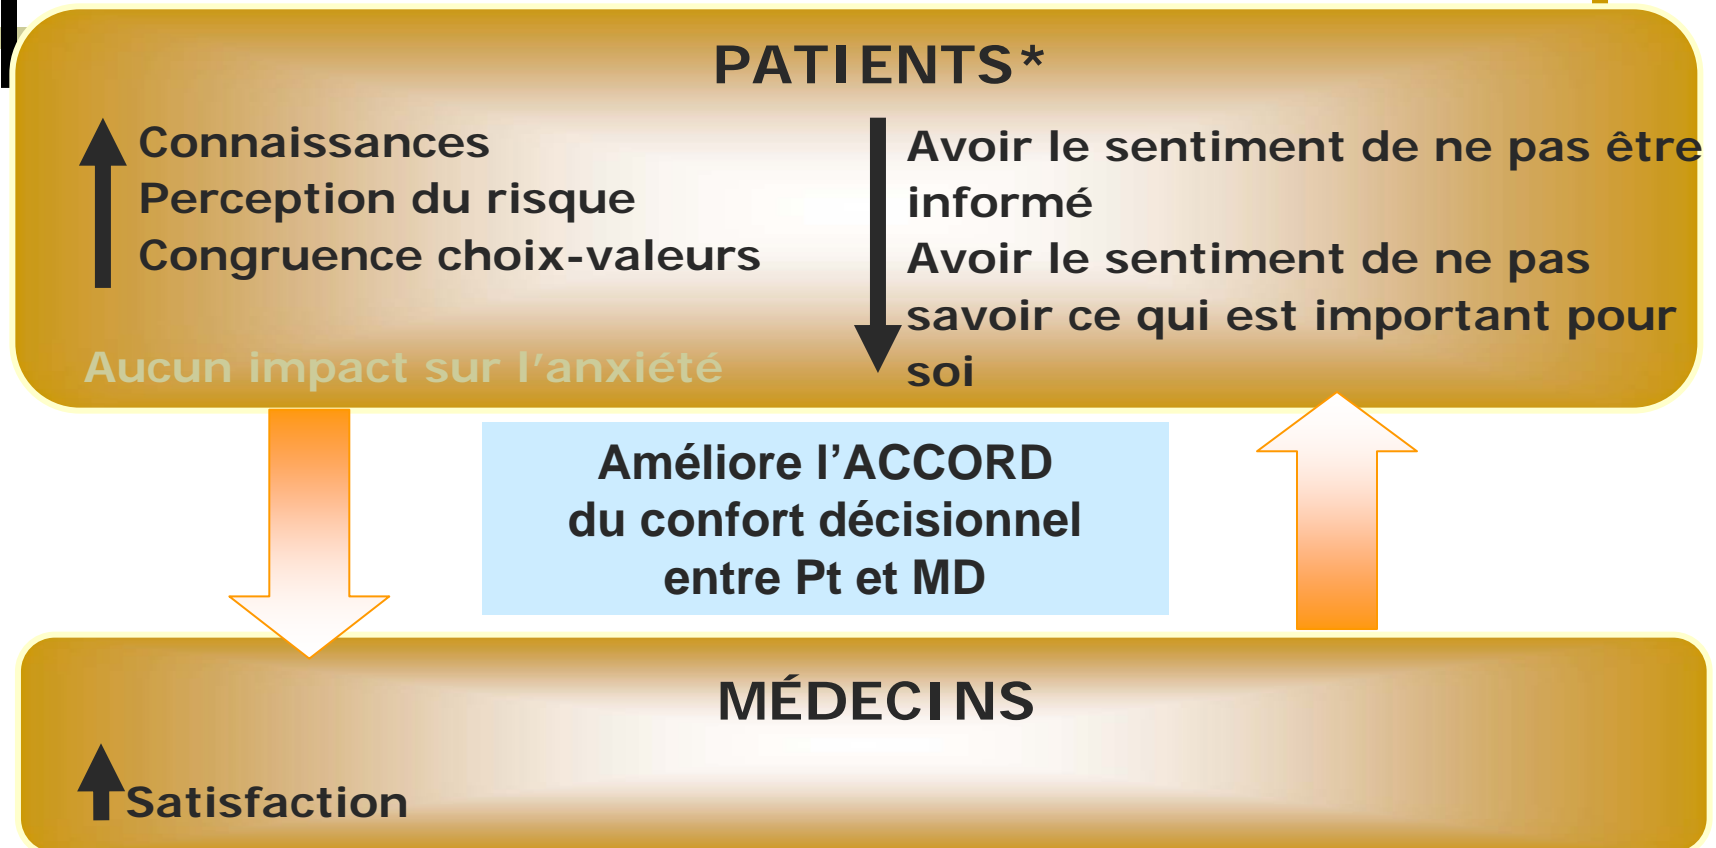 PATIENTS*
Connaissances
Perception du risque
Congruence choix-valeurs
Aucun impact sur l'anxiété
Avoir le sentiment de ne pas être
informé
Avoir le sentiment de ne pas
savoir ce qui est important pour
soi
Améliore l'ACCORD
du confort décisionnel
entre Pt et MD
MÉDECINS
Satisfaction